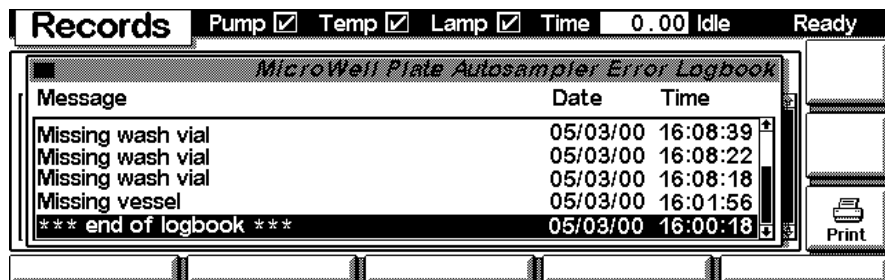 Records Pump Temp Lamp Time 0.00 Idle Ready
MicroWell Plate Autosampler Error Logbook
Message Date Time
Missing wash vial 05/03/00 16:08:39
Missing wash vial 05/03/00 16:08:22
Missing wash vial 05/03/00 16:08:18
Missing vessel 05/03/00 16:01:56
*** end of logbook *** 05/03/00 16:00:18
Print